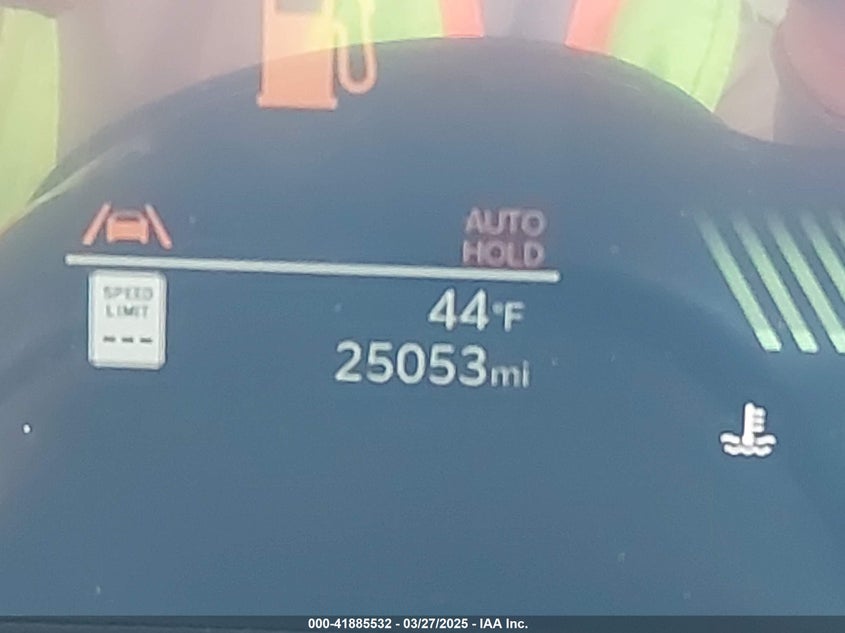 AUTO
HOLD
SPEED
LIMIT
---
44°F
25053mi
000-41885532 - 03/27/2025 - IAA Inc.